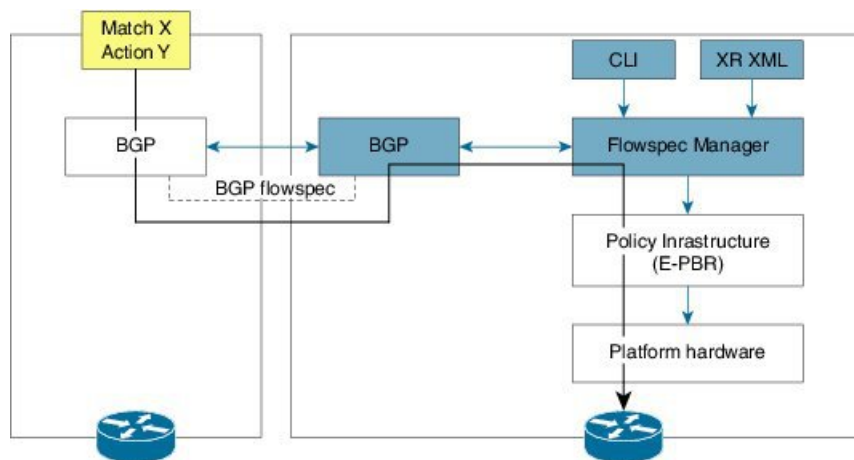 Match X
Action Y
CLI
XR XML
BGP
BGP
Flowspec Manager
BGP flowspec
Policy Inrastructure
(E-PBR)
Platform hardware